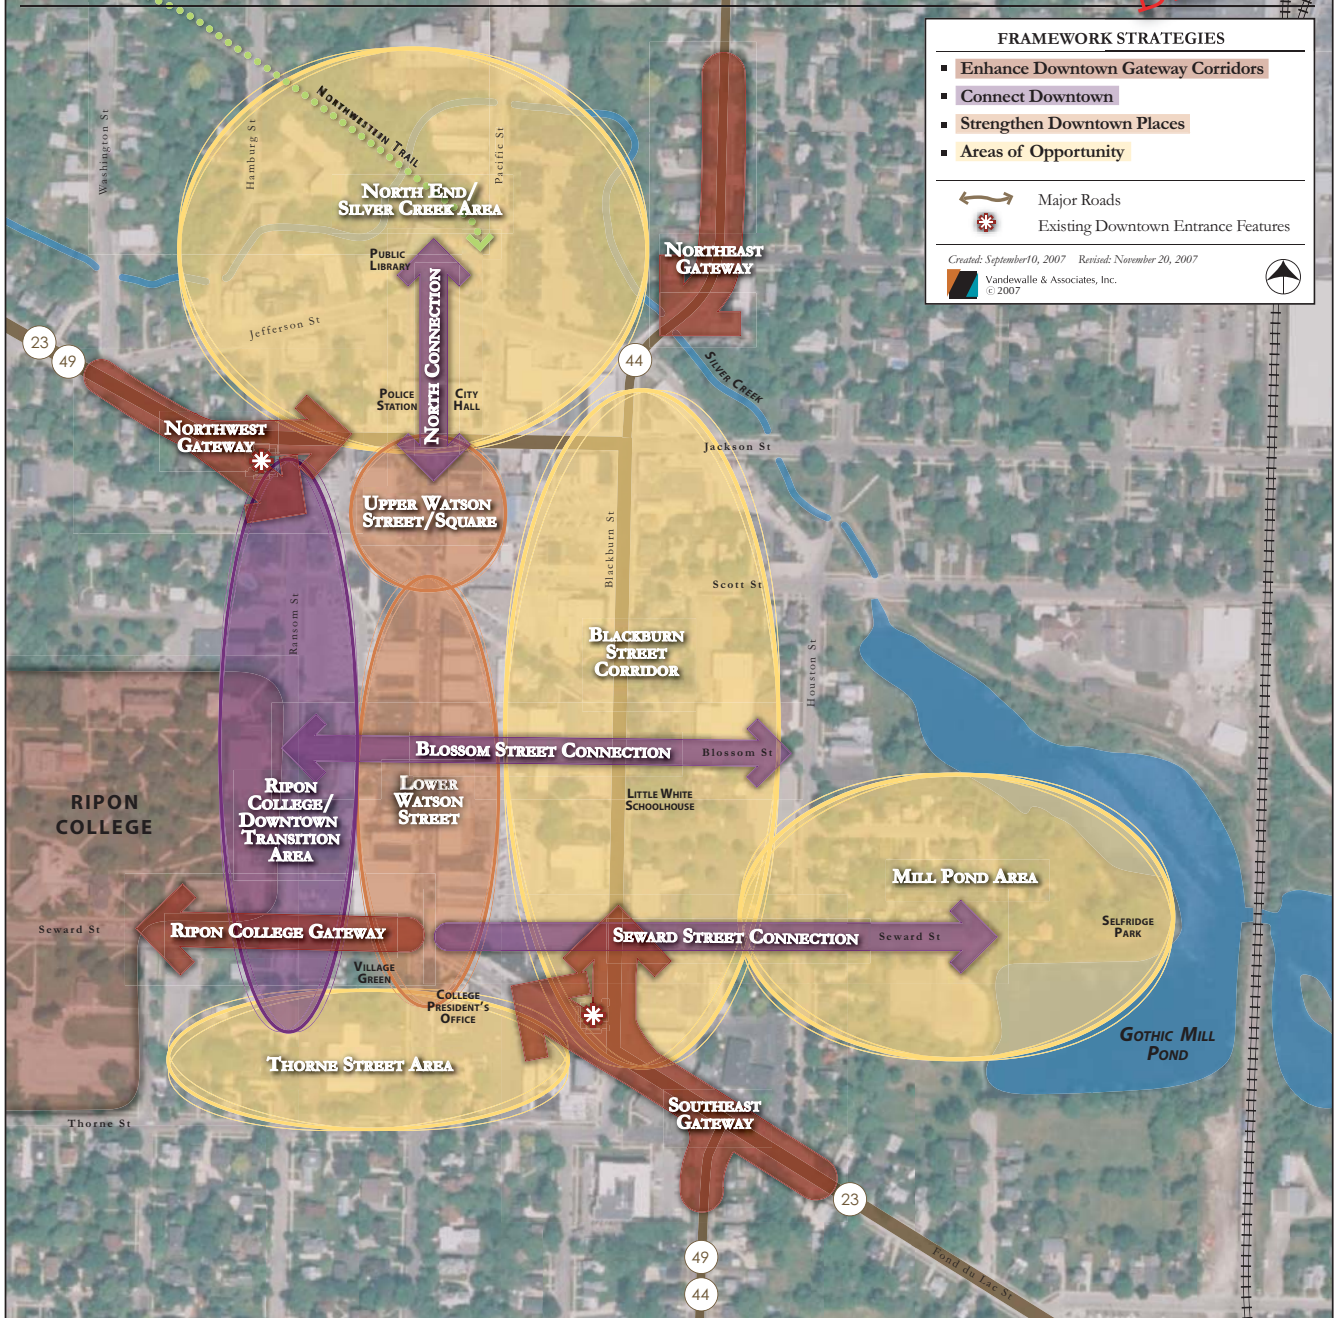 FRAMEWORK STRATEGIES
Enhance Downtown Gateway Corridors
Connect Downtown
Strengthen Downtown Places
Areas of Opportunity
Major Roads
Existing Downtown Entrance Features
Created: September10, 2007 Revised: November 20, 2007
Vandewalle & Associates, Inc.
© 2007
Washington St
Hamburg St
NORTHWESTERN TRAIL
Pacific St
NORTH END/
SILVER CREEK AREA
PUBLIC
LIBRARY
NORTHEAST
GATEWAY
NORTH CONNECTION
Jefferson St
23
49
44
SILVER CREEK
POLICE
STATION
CITY
HALL
NORTHWEST
GATEWAY
Jackson St
UPPER WATSON
STREET/SQUARE
Blackburn St
Scott St
Ransom St
BLACKBURN
STREET
CORRIDOR
Houston St
BLOSSOM STREET CONNECTION
Blossom St
RIPON
COLLEGE
RIPON
COLLEGE/
DOWNTOWN
TRANSITION
AREA
LOWER
WATSON
STREET
LITTLE WHITE
SCHOOLHOUSE
MILL POND AREA
SELFRIDGE
PARK
Seward St
RIPON COLLEGE GATEWAY
SEWARD STREET CONNECTION
Seward St
VILLAGE
GREEN
COLLEGE
PRESIDENT'S
OFFICE
GOTHIC MILL
POND
THORNE STREET AREA
Thorne St
SOUTHEAST
GATEWAY
23
49
44
Fond du Lac St